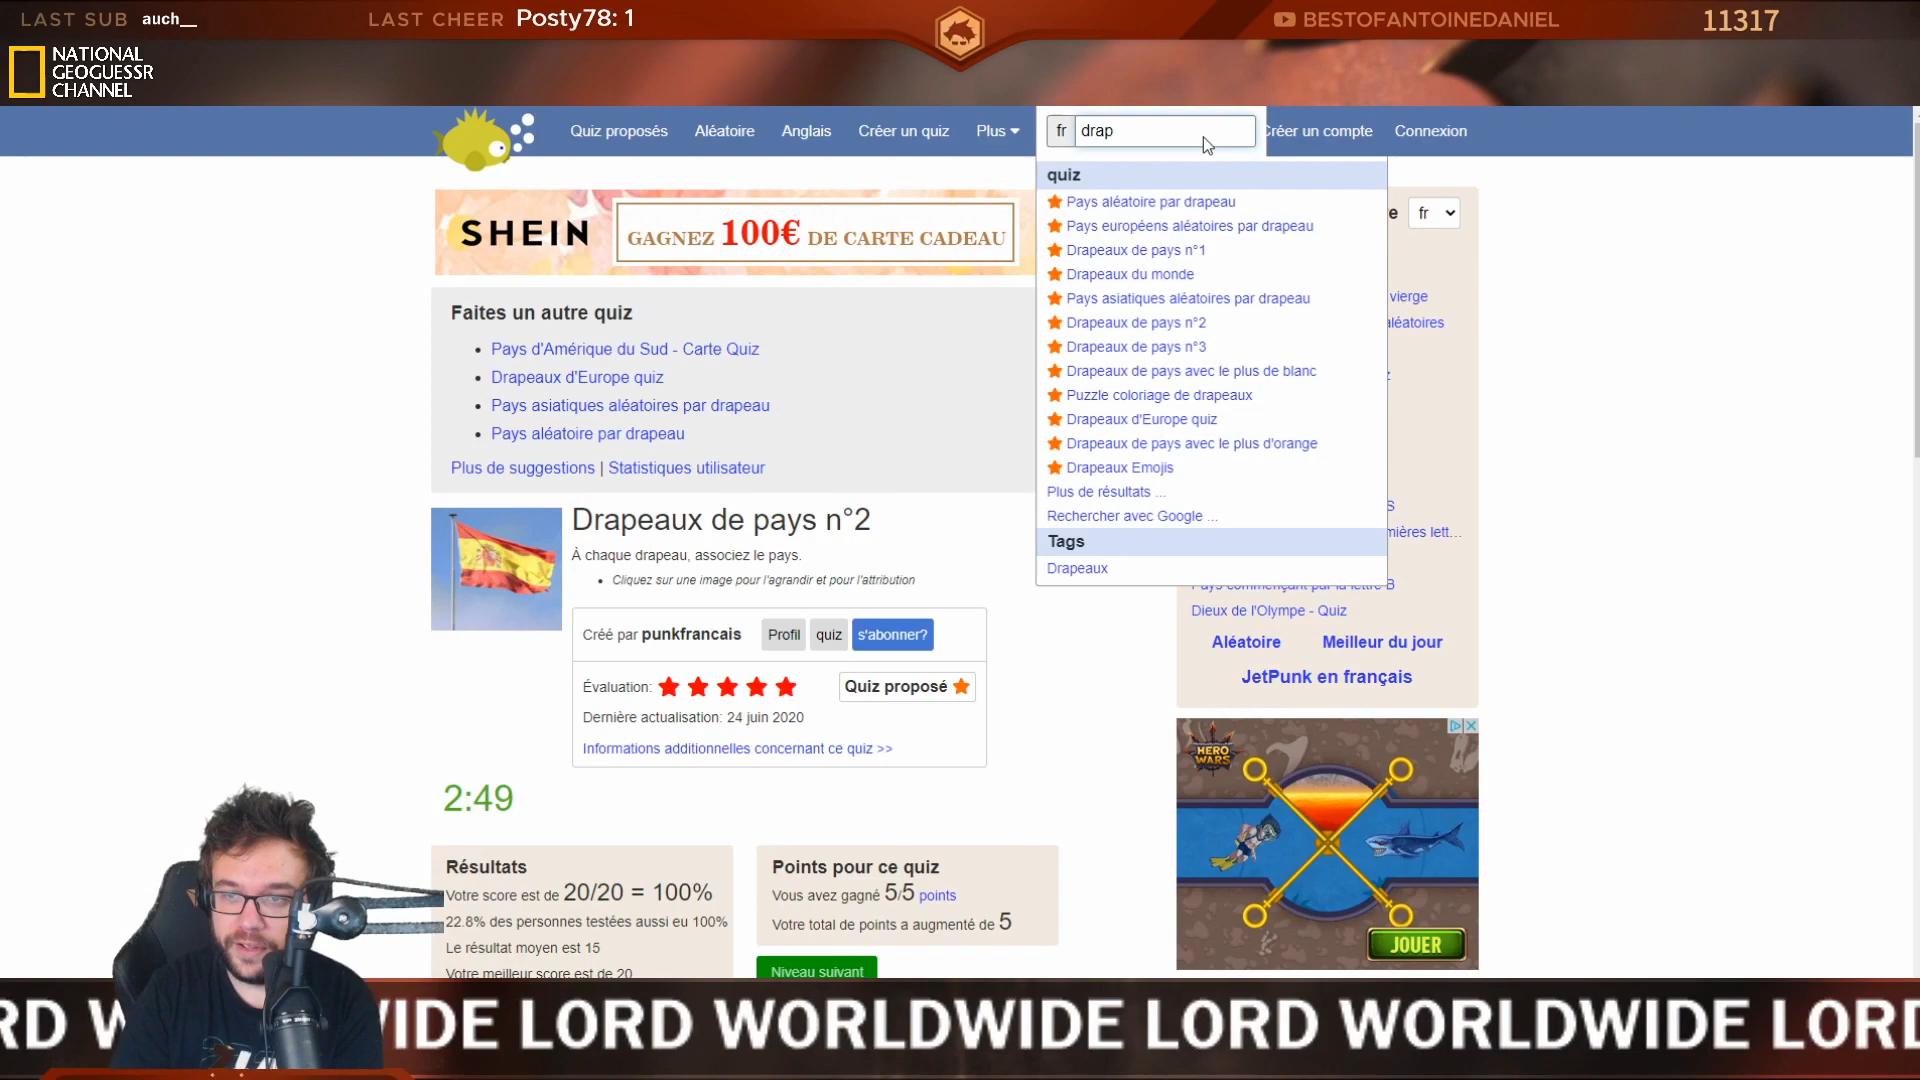 LAST SUB auch__
LAST CHEER Posty78: 1
BESTOFANTOINEDANIEL
11317
NATIONAL
GEOGUESSR
CHANNEL
Quiz proposés
Aléatoire
Anglais
Créer un quiz
Plus
fr
drap
Créer un compte
Connexion
SHEIN
GAGNEZ 100€ DE CARTE CADEAU
Faites un autre quiz
Pays d'Amérique du Sud - Carte Quiz
Drapeaux d'Europe quiz
Pays asiatiques aléatoires par drapeau
Pays aléatoire par drapeau
Plus de suggestions | Statistiques utilisateur
quiz
Pays aléatoire par drapeau
Pays européens aléatoires par drapeau
Drapeaux de pays n°1
Drapeaux du monde
Pays asiatiques aléatoires par drapeau
Drapeaux de pays n°2
Drapeaux de pays n°3
Drapeaux de pays avec le plus de blanc
Puzzle coloriage de drapeaux
Drapeaux d'Europe quiz
Drapeaux de pays avec le plus d'orange
Drapeaux Emojis
Plus de résultats ...
Rechercher avec Google ...
Tags
Drapeaux
fr
vierge
aléatoires
mières lett...
Pays commençant par la lettre B
Dieux de l'Olympe - Quiz
Aléatoire
Meilleur du jour
JetPunk en français
Drapeaux de pays n°2
À chaque drapeau, associez le pays.
Cliquez sur une image pour l'agrandir et pour l'attribution
Créé par punkfrancais
Profil
quiz
s'abonner?
Évaluation:
Quiz proposé
Dernière actualisation: 24 juin 2020
Informations additionnelles concernant ce quiz >>
2:49
Résultats
Votre score est de 20/20 = 100%
22.8% des personnes testées aussi eu 100%
Le résultat moyen est 15
Votre meilleur score est de 20
Points pour ce quiz
Vous avez gagné 5/5 points
Votre total de points a augmenté de 5
Niveau suivant
HERO
WARS
JOUER
RD W IDE LORD WORLDWIDE LORD WORLDWIDE LORD